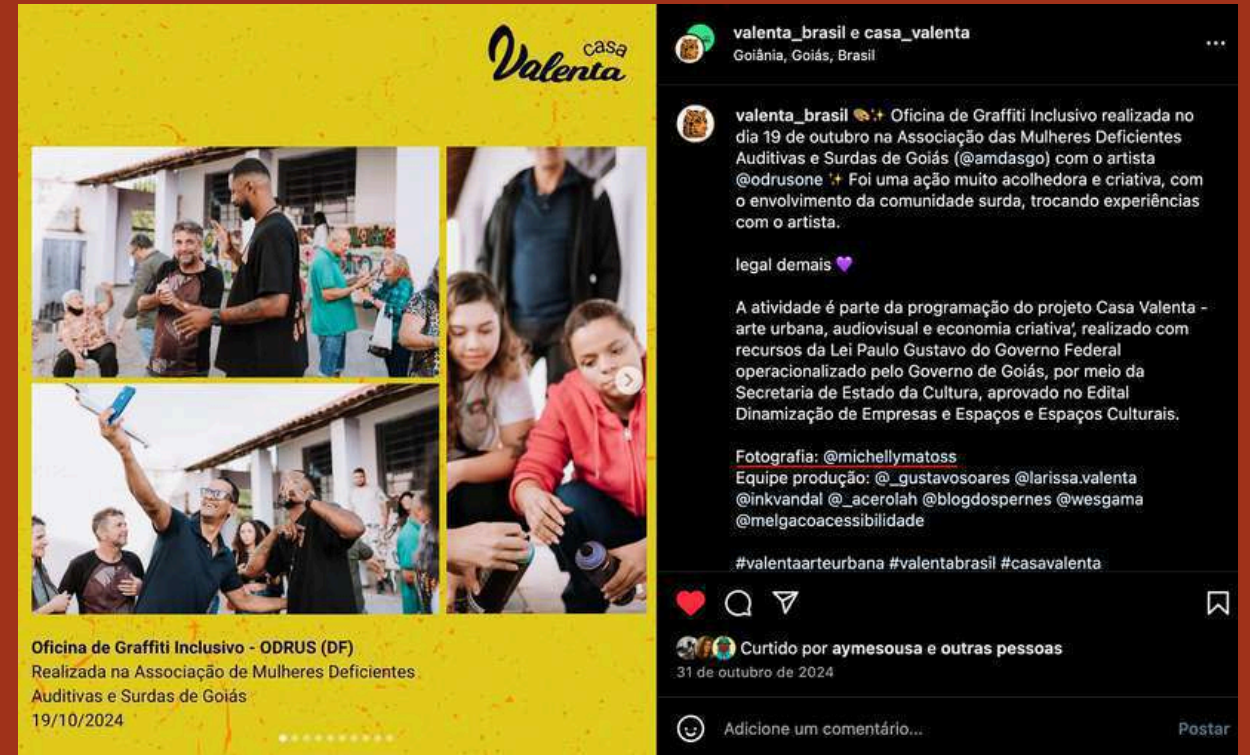 casa
Valenta
Oficina de Graffiti Inclusivo - ODRUS (DF)
Realizada na Associação de Mulheres Deficientes
Auditivas e Surdas de Goiás
19/10/2024
valenta_brasil e casa_valenta
Goiânia, Goiás, Brasil
valenta_brasil 🎨✨ Oficina de Graffiti Inclusivo realizada no
dia 19 de outubro na Associação das Mulheres Deficientes
Auditivas e Surdas de Goiás (@amdasgo) com o artista
@odrusone ✨ Foi uma ação muito acolhedora e criativa, com
o envolvimento da comunidade surda, trocando experiências
com o artista.
legal demais 💜
A atividade é parte da programação do projeto Casa Valenta -
arte urbana, audiovisual e economia criativa', realizado com
recursos da Lei Paulo Gustavo do Governo Federal
operacionalizado pelo Governo de Goiás, por meio da
Secretaria de Estado da Cultura, aprovado no Edital
Dinamização de Empresas e Espaços e Espaços Culturais.
Fotografia: @michellymatoss
Equipe produção: @_gustavosoares @larissa.valenta
@inkvandal @_acerolah @blogdospernes @wesgama
@melgacoacessibilidade
#valentaarteurbana #valentabrasil #casavalenta
Curtido por aymesousa e outras pessoas
31 de outubro de 2024
Adicione um comentário...
Postar